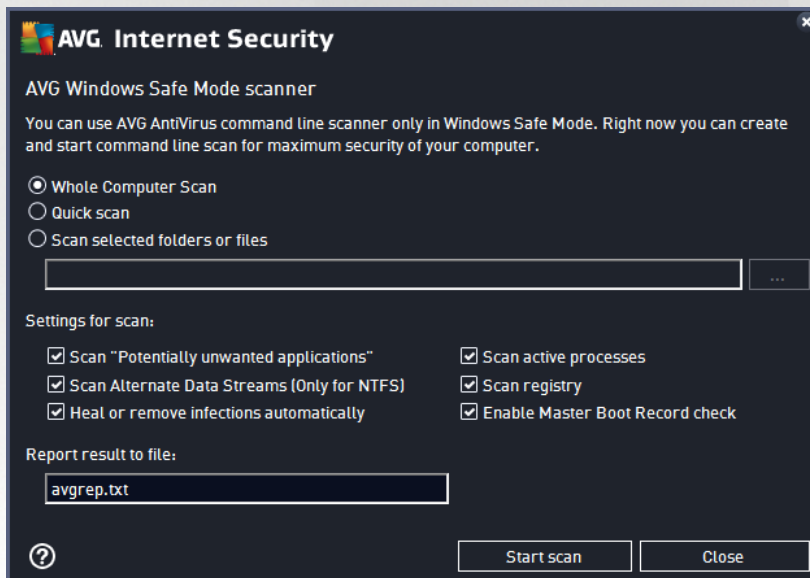 AVG. Internet Security
AVG Windows Safe Mode scanner
You can use AVG AntiVirus command line scanner only in Windows Safe Mode. Right now you can create
and start command line scan for maximum security of your computer.
Whole Computer Scan
Quick scan
Scan selected folders or files
...
Settings for scan:
Scan "Potentially unwanted applications"
Scan active processes
Scan Alternate Data Streams (Only for NTFS)
Scan registry
Heal or remove infections automatically
Enable Master Boot Record check
Report result to file:
avgrep.txt
?
Start scan
Close